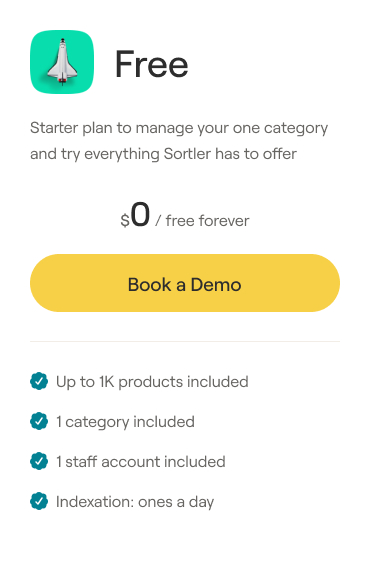 Free
Starter plan to manage your one category
and try everything Sortler has to offer
$0 / free forever
Book a Demo
Up to 1K products included
1 category included
1 staff account included
Indexation: ones a day